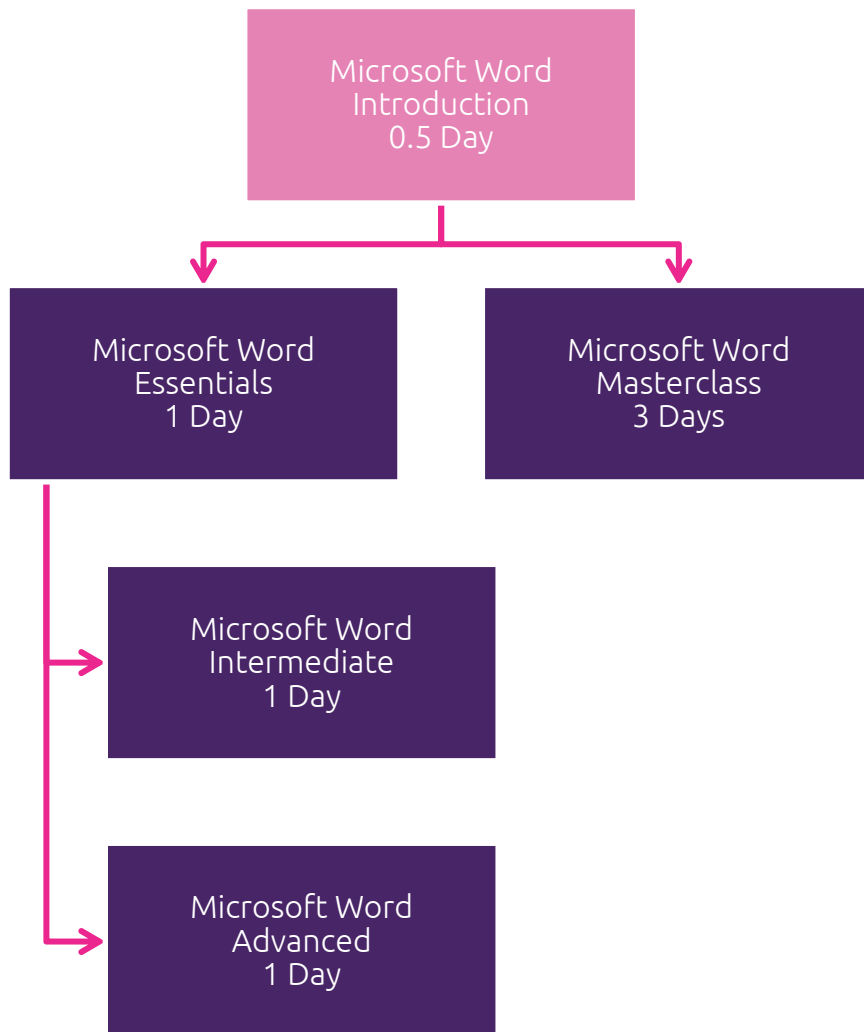 Microsoft Word
Introduction
0.5 Day
Microsoft Word
Essentials
1 Day
Microsoft Word
Masterclass
3 Days
Microsoft Word
Intermediate
1 Day
Microsoft Word
Advanced
1 Day